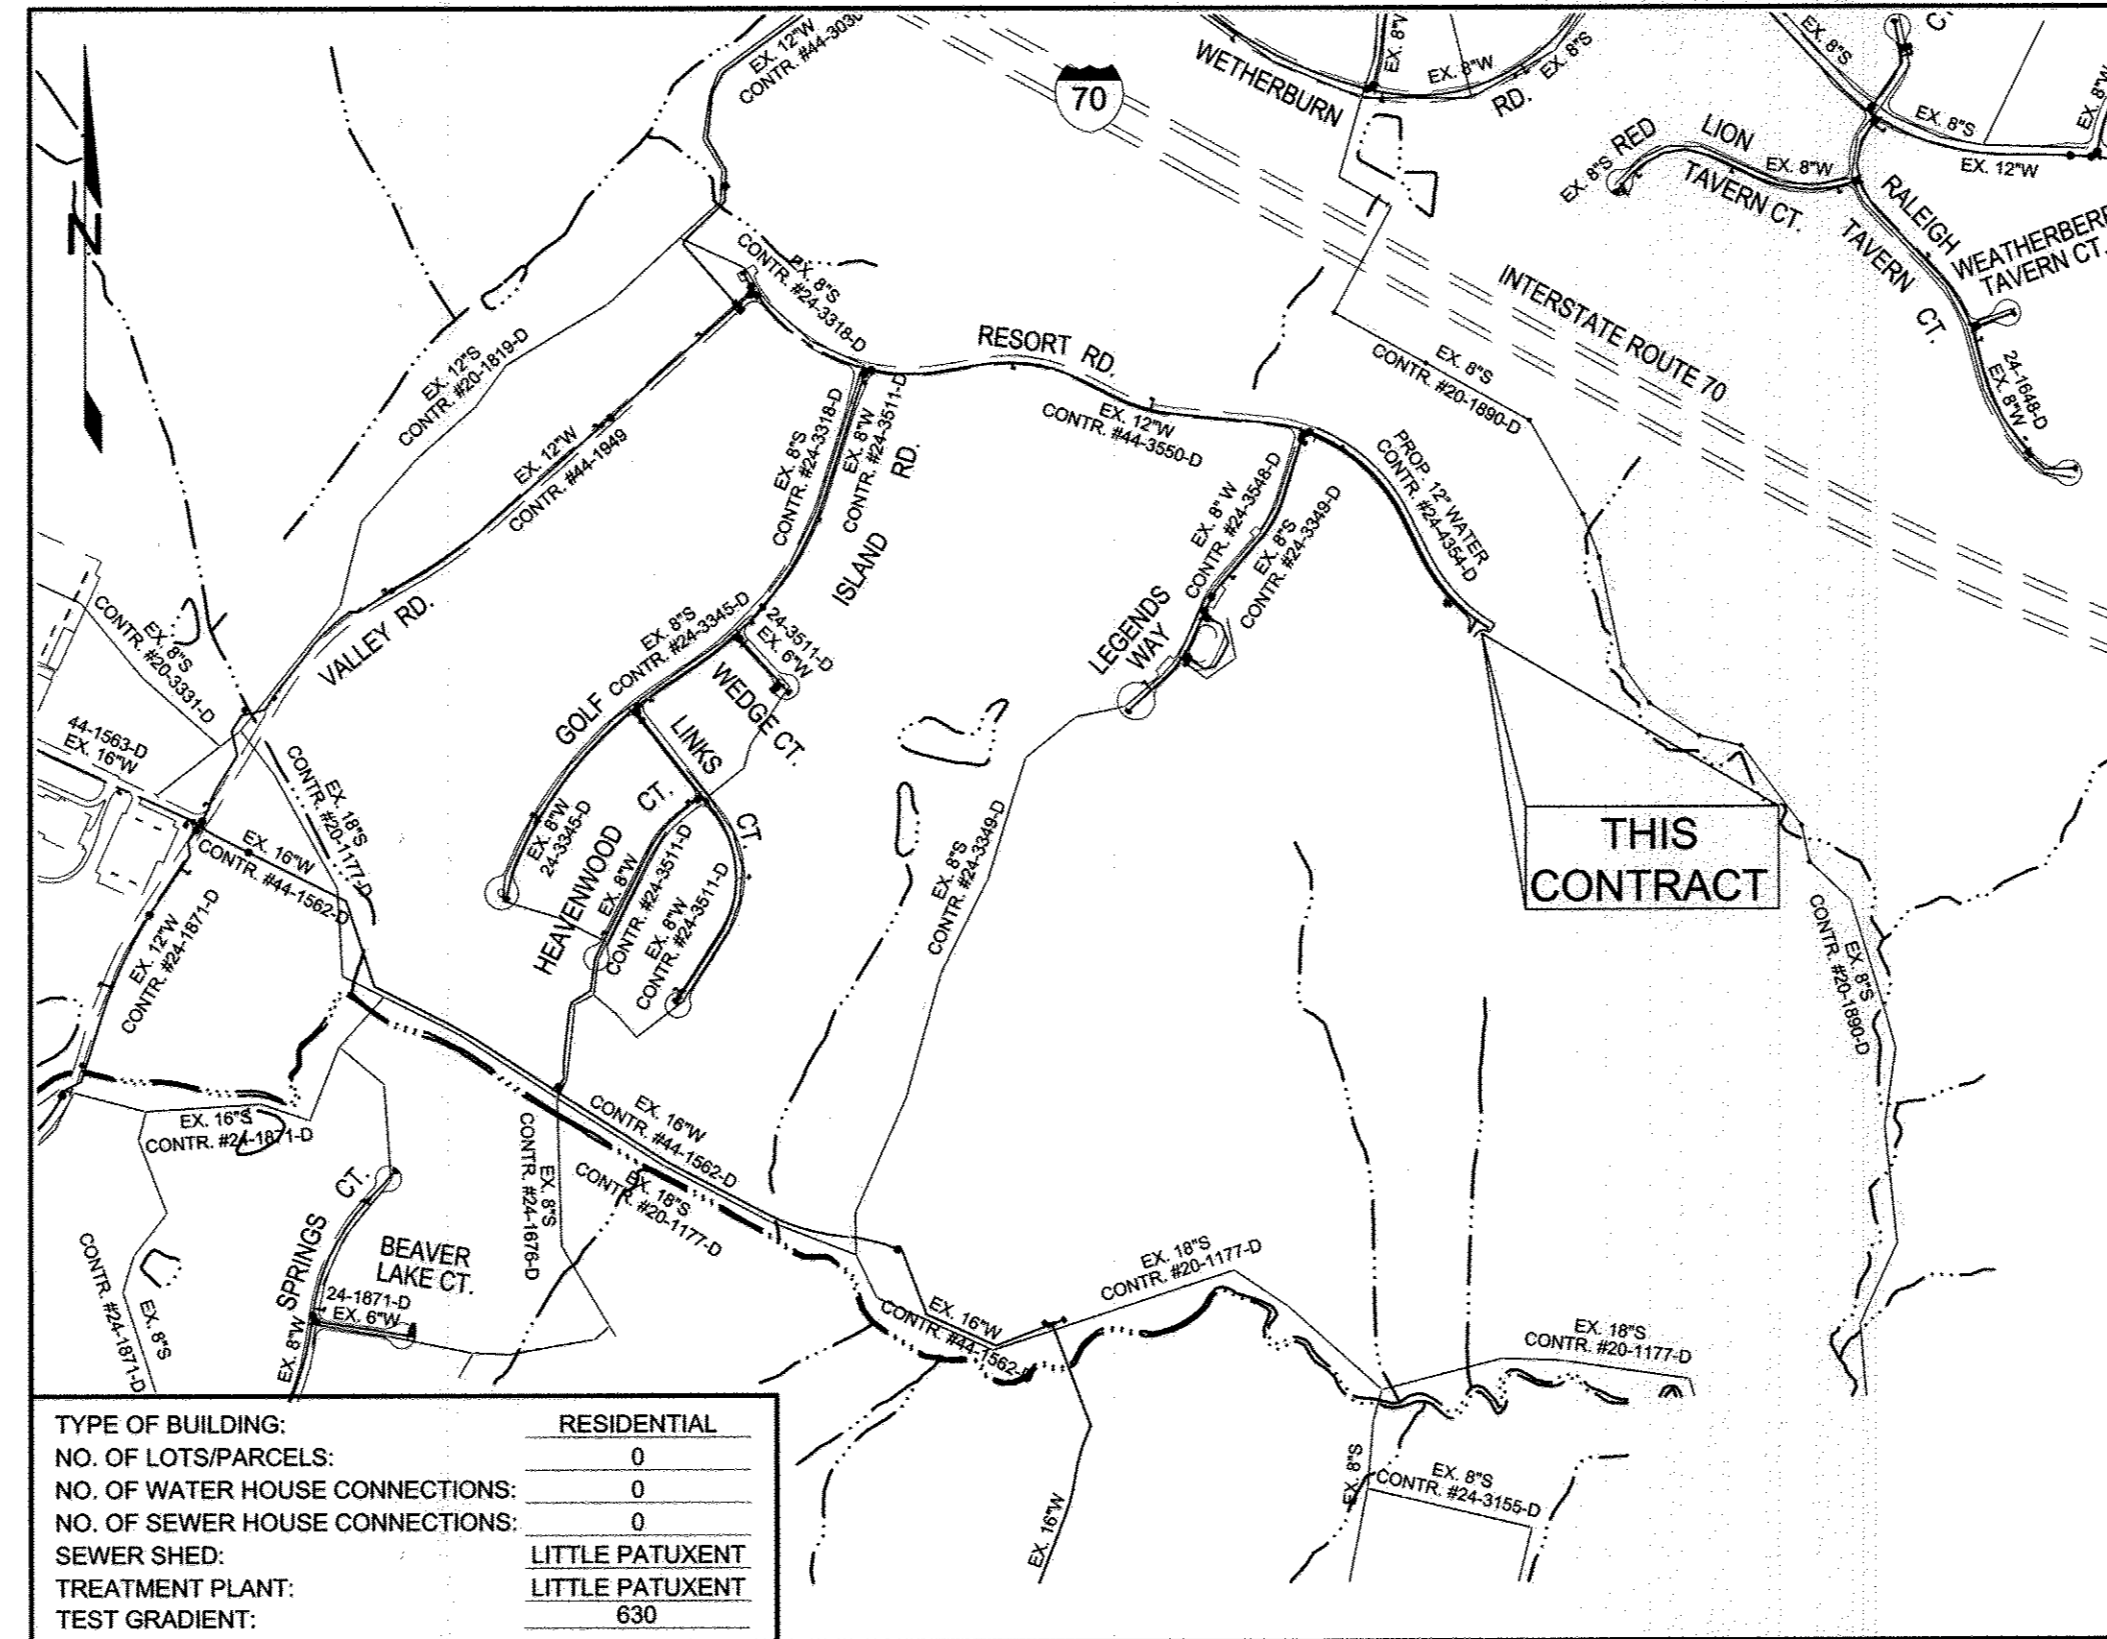 EX. 12"W
EX. 8"W
WETHERBURN
RD.
EX. 8"W
EX. 8"S
EX. 8"S
70
EX. 8"S
EX. 12"W
EX. 8"W
EX. 8"S
RED
LION
TAVERN CT.
EX. 8"W
RALEIGH
TAVERN
CT.
TAVERN CT.
24-1648-D
EX. 8"W
N
EX. 8"S
CONTR. #24-3318-D
EX. 12"S
CONTR. #20-1819-D
EX. 12"W
CONTR. #44-1949
RESORT RD.
INTERSTATE ROUTE 70
EX. 8"S
CONTR. #20-1890-D
EX. 12"W
CONTR. #44-3550-D
PROP. 12" WATER
CONTR. #24-4354-D
EX. 8"S
CONTR. #24-3318-D
EX. 8"W
CONTR. #24-3511-D
ISLAND
RD.
EX. 8" W
CONTR. #24-3548-D
EX. 8"S
CONTR. #24-3349-D
LEGENDS
WAY
VALLEY RD.
EX. 8"S
CONTR. #20-3331-D
EX. 8"S
CONTR. #24-3345-D
24-3511-D
EX. 6"W
WEDGE CT.
GOLF
LINKS
CT.
44-1563-D
EX. 16"W
EX. 18"S
CONTR. #20-1177-D
EX. 16"W
CONTR. #44-1562-D
EX. 8"W
24-3345-D
HEAVENWOOD
CT.
EX. 8"W
CONTR. #24-3511-D
EX. 8"W
CONTR. #24-3511-D
EX. 8"S
CONTR. #24-3349-D
THIS
CONTRACT
EX. 8"S
CONTR. #20-1890-D
EX. 12"W
CONTR. #24-1871-D
EX. 16"S
CONTR. #24-1871-D
EX. 16"W
CONTR. #44-1562-D
EX. 18"S
CONTR. #20-1177-D
EX. 8"S
CONTR. #24-1676-D
SPRINGS
CT.
BEAVER
LAKE CT.
24-1871-D
EX. 6"W
EX. 8"W
EX. 8"S
CONTR. #24-1871-D
EX. 18"S
CONTR. #20-1177-D
EX. 16"W
EX. 18"S
CONTR. #20-1177-D
EX. 16"W
EX. 8"S
EX. 8"S
CONTR. #24-3155-D
TYPE OF BUILDING: RESIDENTIAL
NO. OF LOTS/PARCELS: 0
NO. OF WATER HOUSE CONNECTIONS: 0
NO. OF SEWER HOUSE CONNECTIONS: 0
SEWER SHED: LITTLE PATUXENT
TREATMENT PLANT: LITTLE PATUXENT
TEST GRADIENT: 630